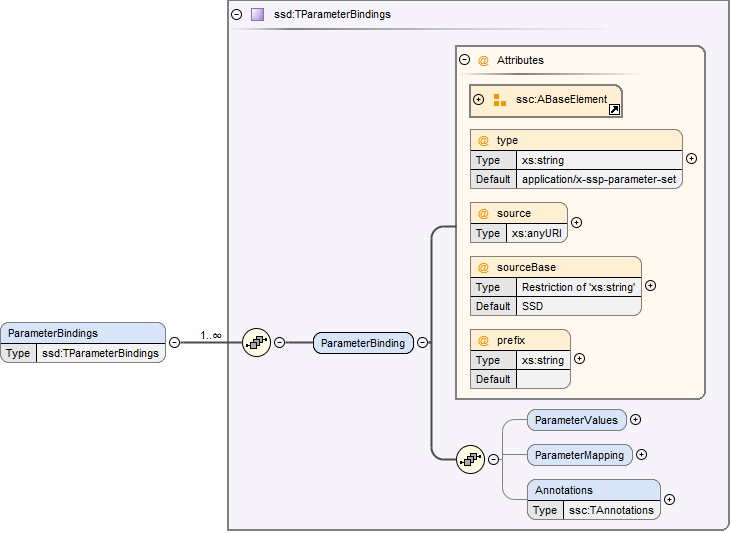 ssd:TParameterBindings
@ Attributes
ssc:ABaseElement
@ type
Type xs:string
Default application/x-ssp-parameter-set
@ source
Type xs:anyURI
@ sourceBase
Type Restriction of 'xs:string'
Default SSD
ParameterBindings
Type ssd:TParameterBindings
1..∞
ParameterBinding
@ prefix
Type xs:string
Default
ParameterValues
ParameterMapping
Annotations
Type ssc:TAnnotations